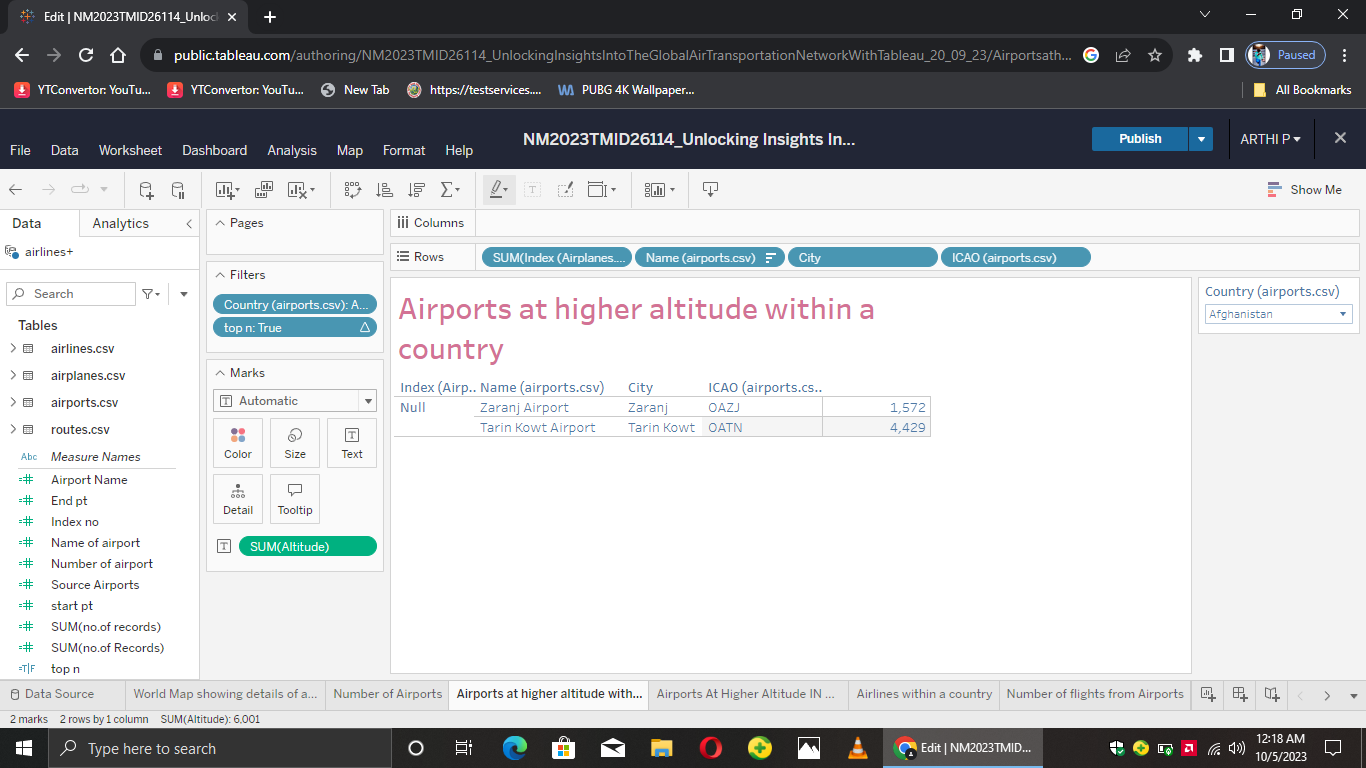 Edit | NM2023TMID26114_Unloc
public.tableau.com/authoring/NM2023TMID26114_UnlockingInsightsIntoTheGlobalAirTransportationNetworkWithTableau_20_09_23/Airportsath...
Paused
YTConvertor: YouTu...
YTConvertor: YouTu...
New Tab
https://testservices....
PUBG 4K Wallpaper...
All Bookmarks
NM2023TMID26114_Unlocking Insights In...
Publish
ARTHI P
File Data Worksheet Dashboard Analysis Map Format Help
Show Me
Data Analytics
Pages
Columns
airlines+
Rows
SUM(Index (Airplanes....
Name (airports.csv)
City
ICAO (airports.csv)
Filters
Search
Country (airports.csv): A...
top n: True
Airports at higher altitude within a
country
Country (airports.csv)
Afghanistan
Tables
airlines.csv
airplanes.csv
airports.csv
routes.csv
Abc Measure Names
Airport Name
End pt
Index no
Name of airport
Number of airport
Source Airports
start pt
SUM(no.of records)
SUM(no.of Records)
T|F top n
Marks
Automatic
Color Size Text
Detail Tooltip
SUM(Altitude)
Index (Airp.. Name (airports.csv) City ICAO (airports.cs..
Null Zaranj Airport Zaranj OAZJ 1,572
Tarin Kowt Airport Tarin Kowt OATN 4,429
Data Source
World Map showing details of a...
Number of Airports
Airports at higher altitude with...
Airports At Higher Altitude IN ...
Airlines within a country
Number of flights from Airports
2 marks 2 rows by 1 column SUM(Altitude): 6,001
Type here to search
Edit | NM2023TMID...
12:18 AM
10/5/2023